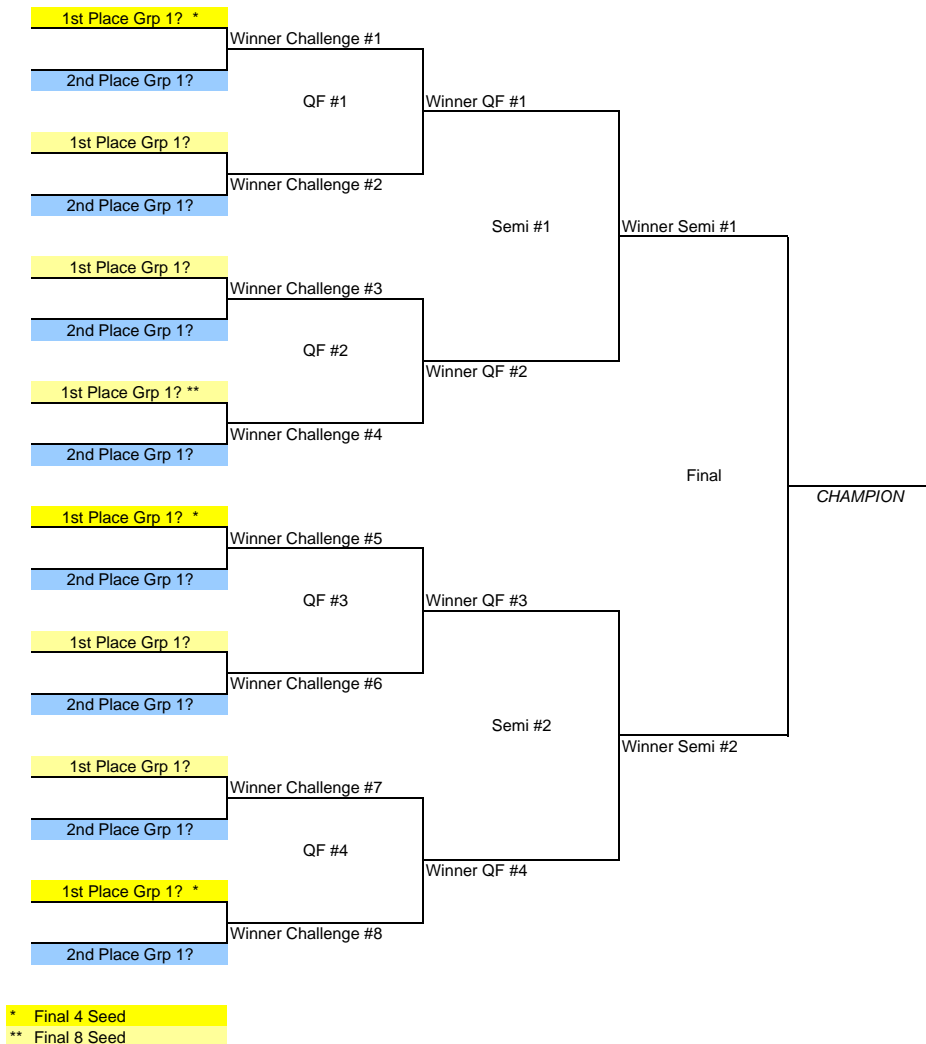 1st Place Grp 1? *
Winner Challenge #1
2nd Place Grp 1?
QF #1
Winner QF #1
1st Place Grp 1?
Winner Challenge #2
2nd Place Grp 1?
Semi #1
Winner Semi #1
1st Place Grp 1?
Winner Challenge #3
2nd Place Grp 1?
QF #2
Winner QF #2
1st Place Grp 1? **
Winner Challenge #4
2nd Place Grp 1?
Final
CHAMPION
1st Place Grp 1? *
Winner Challenge #5
2nd Place Grp 1?
QF #3
Winner QF #3
1st Place Grp 1?
Winner Challenge #6
2nd Place Grp 1?
Semi #2
Winner Semi #2
1st Place Grp 1?
Winner Challenge #7
2nd Place Grp 1?
QF #4
Winner QF #4
1st Place Grp 1? *
Winner Challenge #8
2nd Place Grp 1?
* Final 4 Seed
** Final 8 Seed